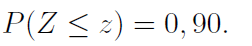 P(Z ≤ z) = 0, 90.